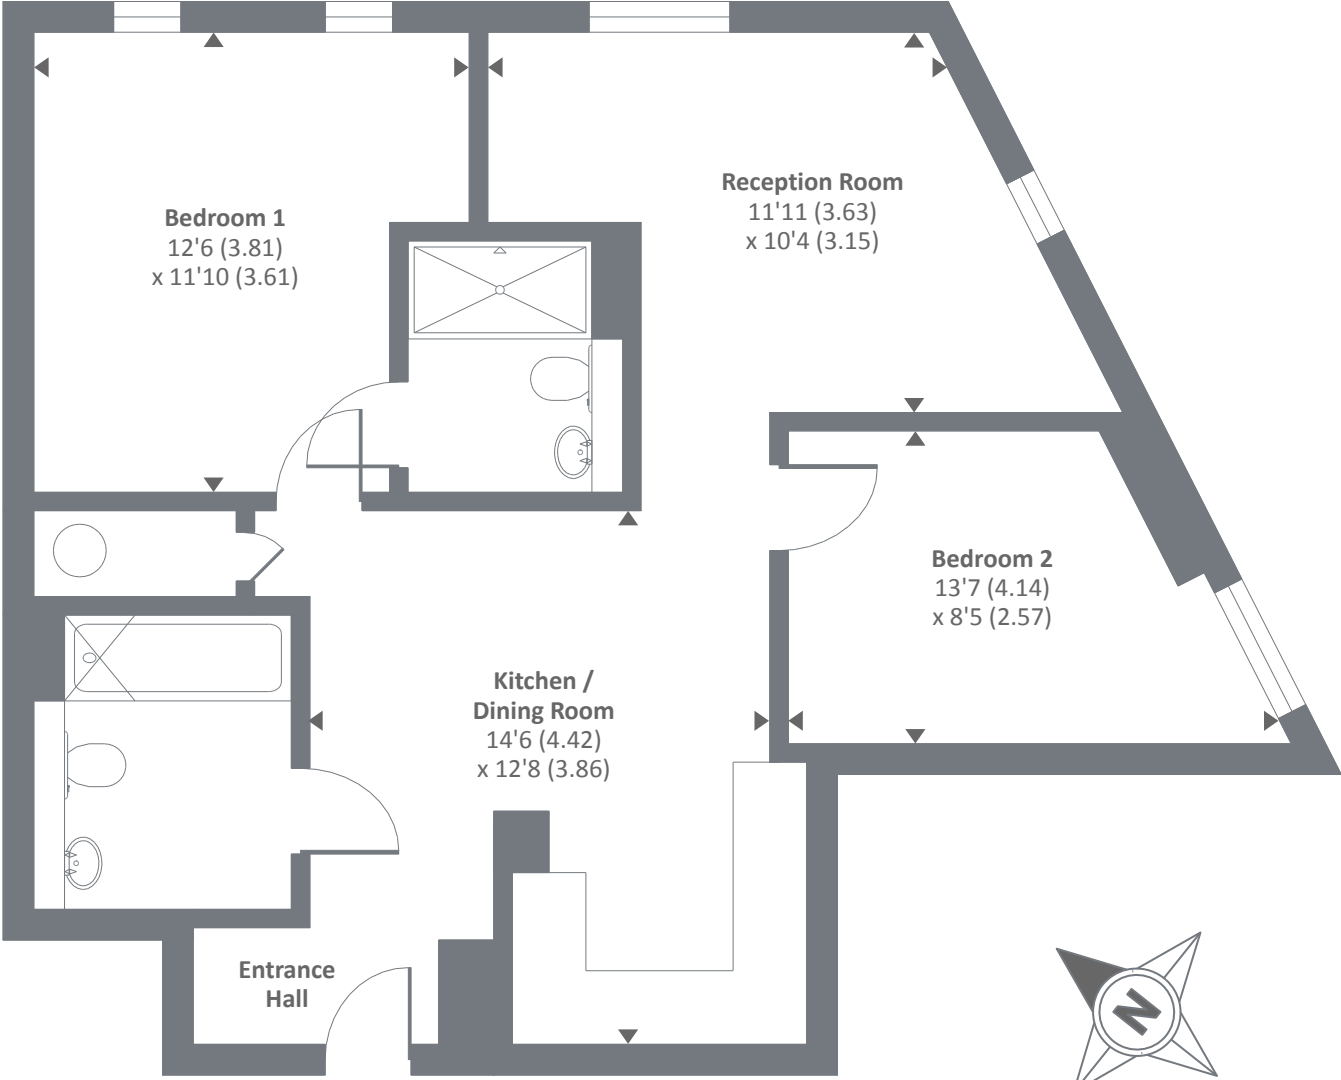 Bedroom 1
12'6 (3.81)
x 11'10 (3.61)
Reception Room
11'11 (3.63)
x 10'4 (3.15)
Bedroom 2
13'7 (4.14)
x 8'5 (2.57)
Kitchen /
Dining Room
14'6 (4.42)
x 12'8 (3.86)
Entrance
Hall
N